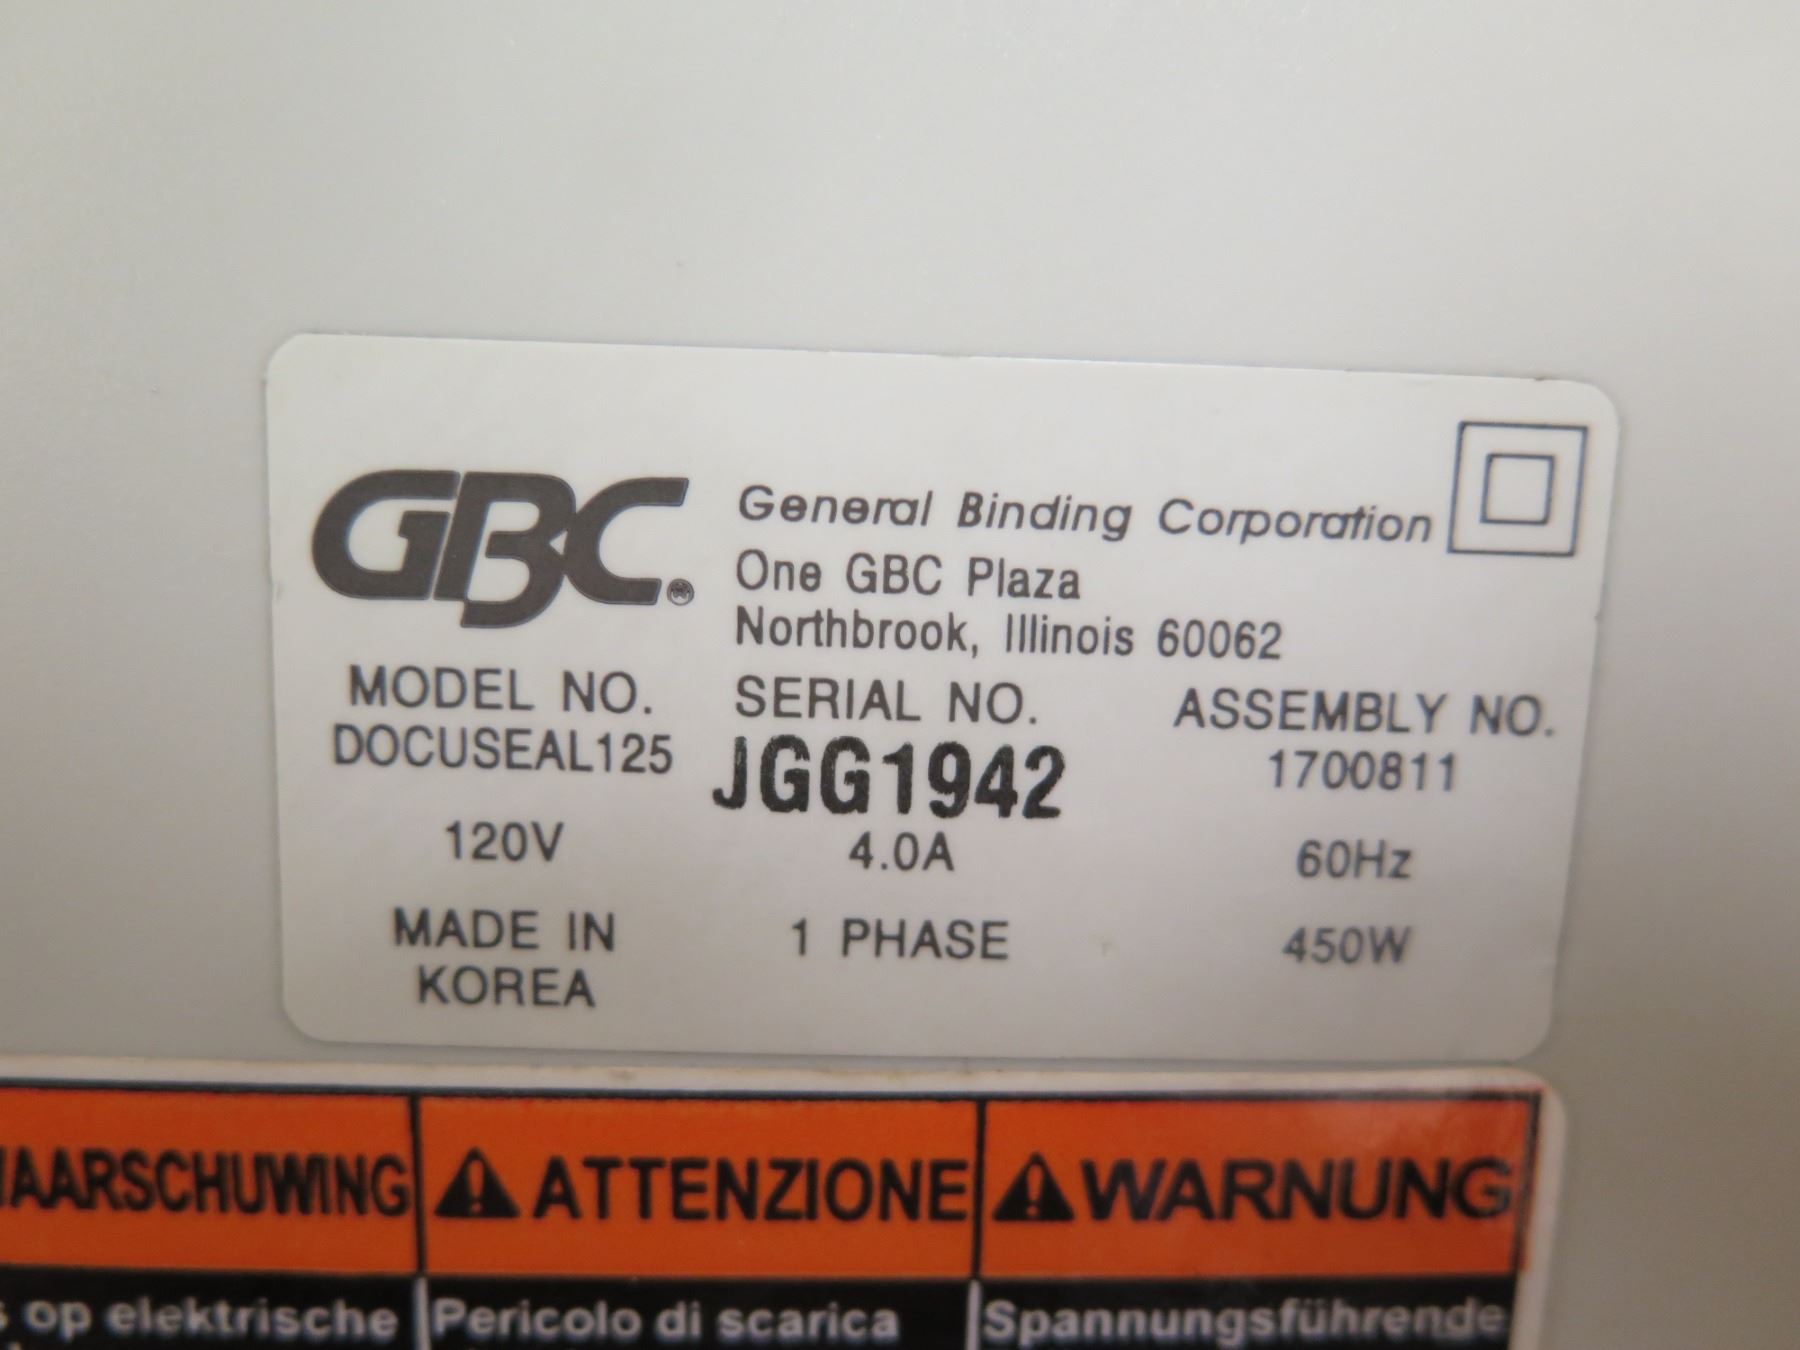 GBC
General Binding Corporation
One GBC Plaza
Northbrook, Illinois 60062
MODEL NO. SERIAL NO. ASSEMBLY NO.
DOCUSEAL125 JGG1942 1700811
120V 4.0A 60Hz
MADE IN 1 PHASE 450W
KOREA
AARSCHUWING ATTENZIONE WARNUNG
op elektrische Pericolo di scarica Spannungsführende